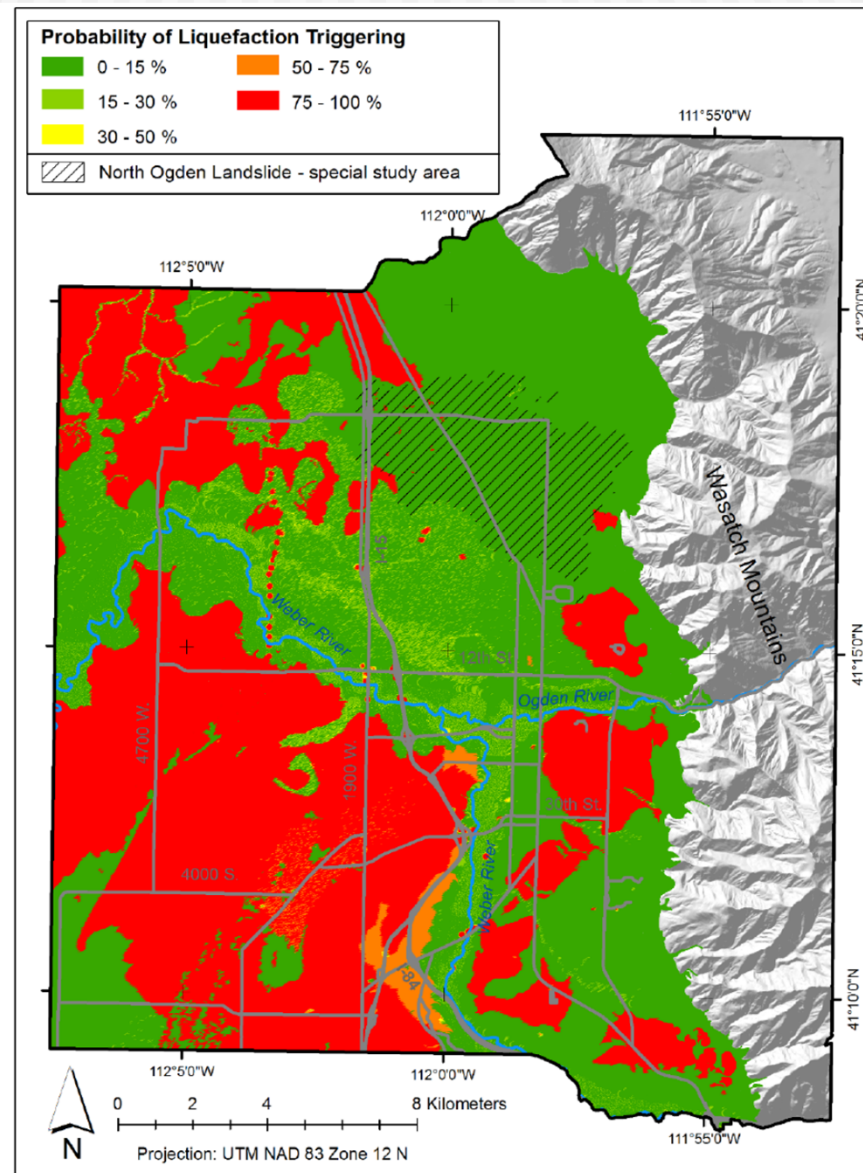 Probability of Liquefaction Triggering
0 - 15 %
50 - 75 %
15 - 30 %
75 - 100 %
30 - 50 %
North Ogden Landslide - special study area
111°55'0"W
112°0'0"W
112°5'0"W
41°20'0"N
Wasatch Mountains
I-15
Weber River
12th St.
41°15'0"N
Ogden River
4700 W.
1900 W.
30th St.
Weber River
4000 S.
I-84
41°10'0"N
112°5'0"W
112°0'0"W
111°55'0"W
0 2 4 8 Kilometers
N
Projection: UTM NAD 83 Zone 12 N